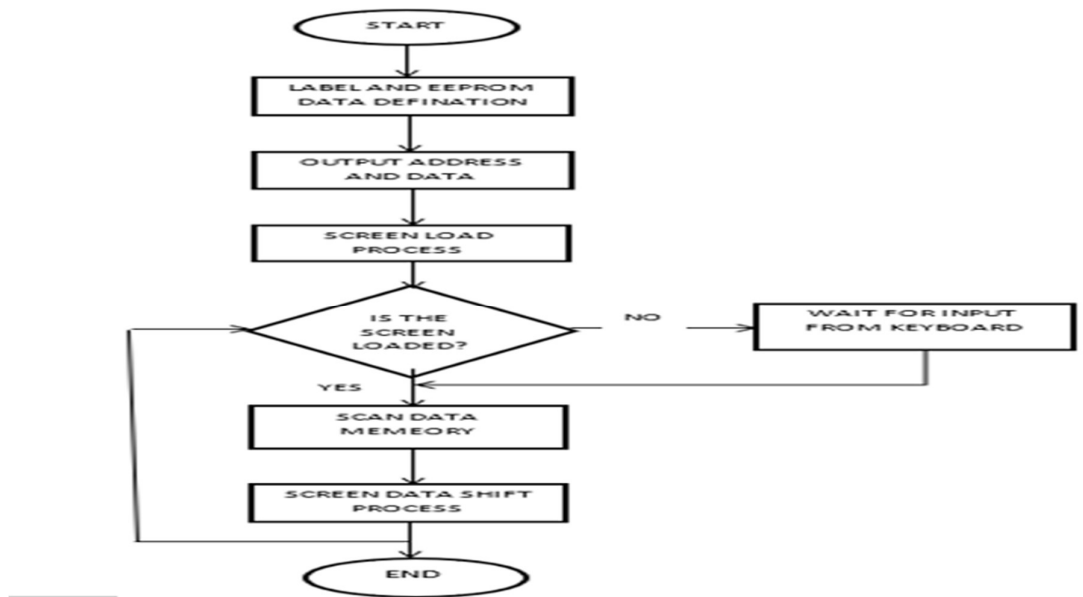 START
LABEL AND EEPROM
DATA DEFINATION
OUTPUT ADDRESS
AND DATA
SCREEN LOAD
PROCESS
IS THE
SCREEN
LOADED?
NO
WAIT FOR INPUT
FROM KEYBOARD
YES
SCAN DATA
MEMEORY
SCREEN DATA SHIFT
PROCESS
END